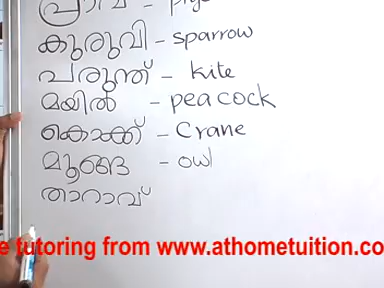 പ്രാവ് -
കുരുവി - sparrow
പരുന്ത് - kite
മയിൽ - peacock
കൊക്ക് - Crane
മൂങ്ങ - owl
താറാവ്
tutoring from www.athometuition.co